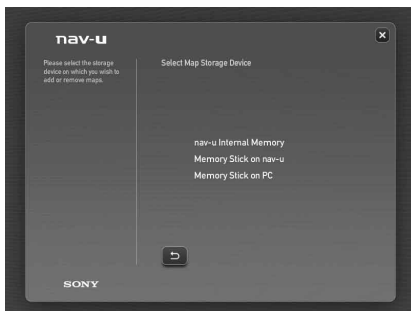 nav-u
Please select the storage
device on which you wish to
add or remove maps.
Select Map Storage Device
nav-u Internal Memory
Memory Stick on nav-u
Memory Stick on PC
SONY